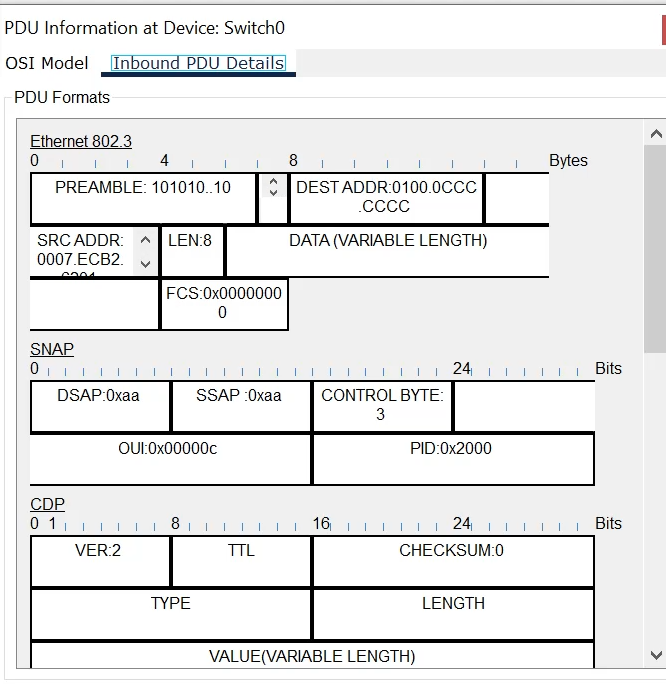 PDU Information at Device: Switch0
OSI Model Inbound PDU Details
PDU Formats
Ethernet 802.3
0 4 8 Bytes
PREAMBLE: 101010..10 DEST ADDR:0100.0CCC
.CCCC
SRC ADDR: LEN:8 DATA (VARIABLE LENGTH)
0007.ECB2.
FCS:0x0000000
0
SNAP
0 24 Bits
DSAP:0xaa SSAP :0xaa CONTROL BYTE:
3
OUI:0x00000c PID:0x2000
CDP
0 1 8 16 24 Bits
VER:2 TTL CHECKSUM:0
TYPE LENGTH
VALUE(VARIABLE LENGTH)